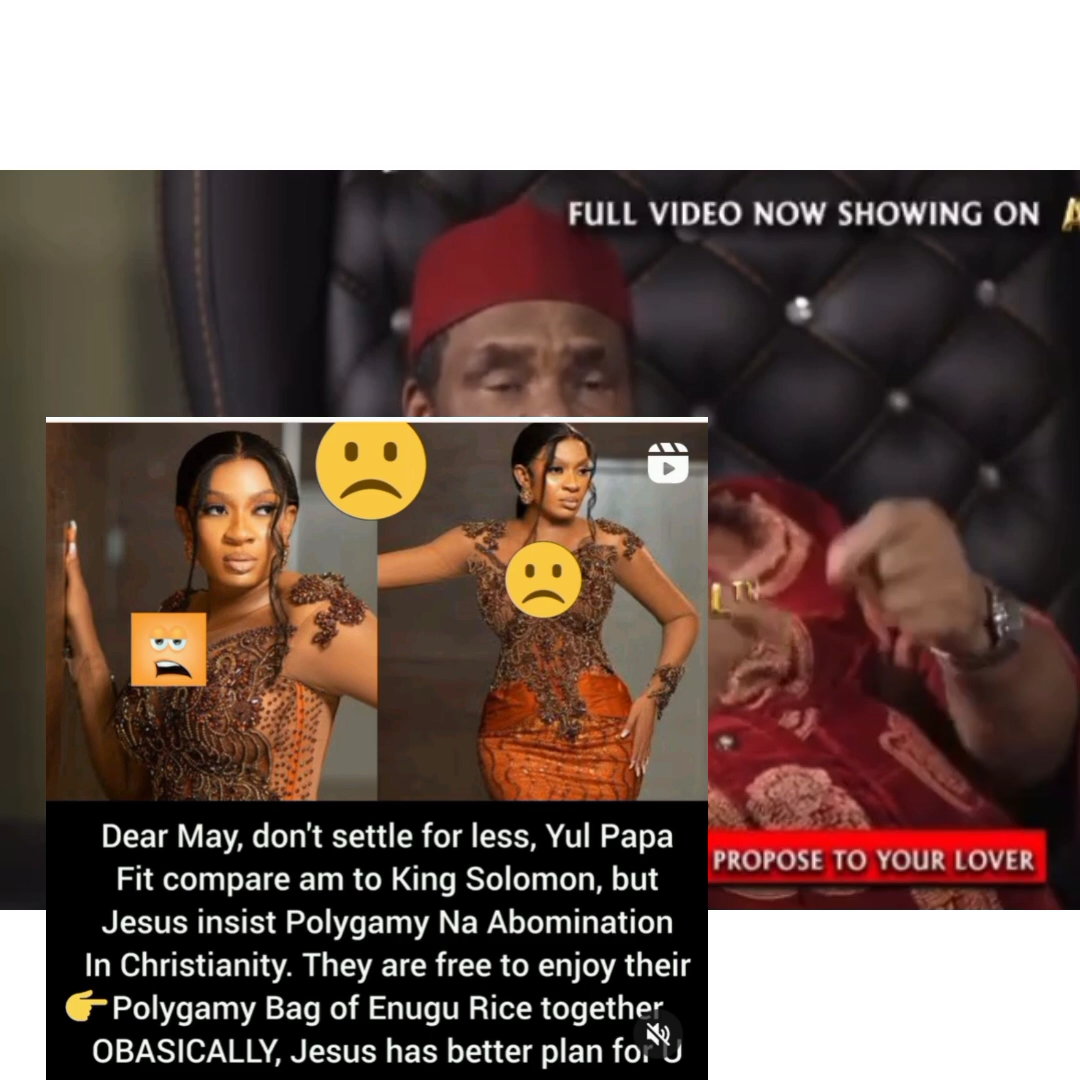 FULL VIDEO NOW SHOWING ON
L™
PROPOSE TO YOUR LOVER
Dear May, don't settle for less, Yul Papa
Fit compare am to King Solomon, but
Jesus insist Polygamy Na Abomination
In Christianity. They are free to enjoy their
👉Polygamy Bag of Enugu Rice together
OBASICALLY, Jesus has better plan for U